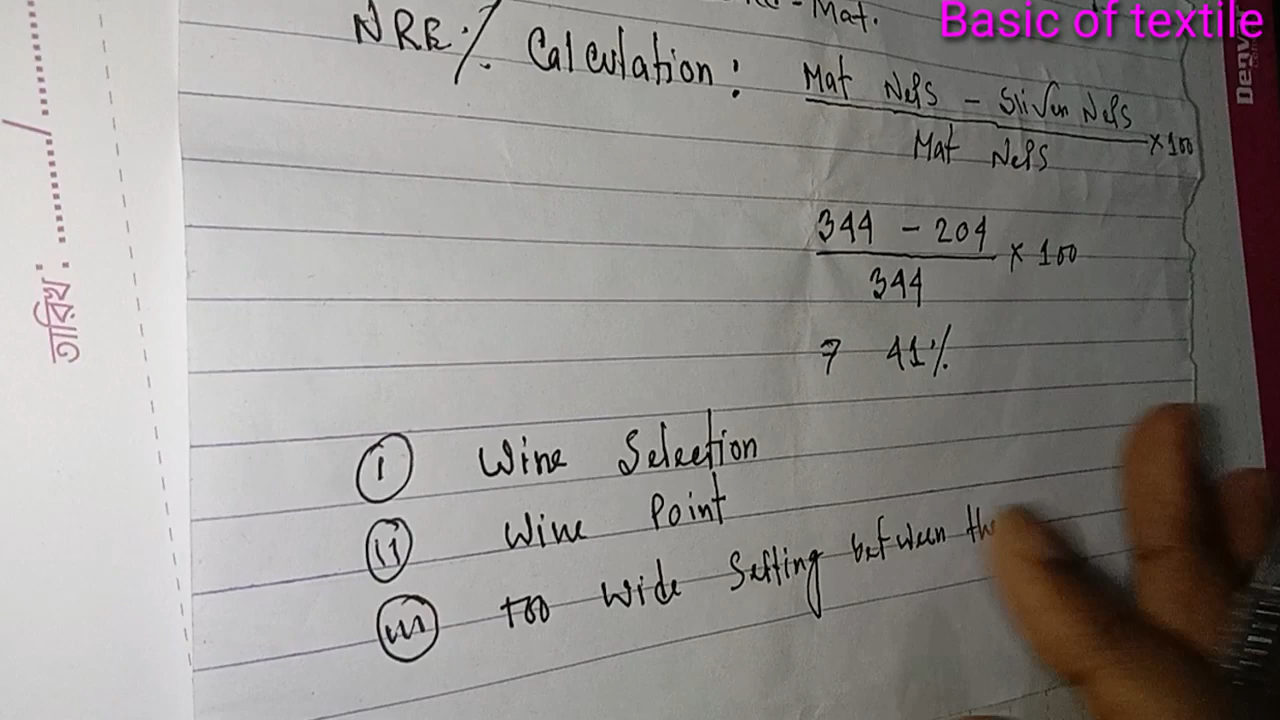 Mat.
Basic of textile
NRE % Calculation : Mat Neps - Sliver Neps
Mat Neps × 100
344 - 204
344 × 100
7 41%
(i) Wire Selection
(ii) Wire Point
(iii) too wide Setting between the
Denv
তারিখ :............/............